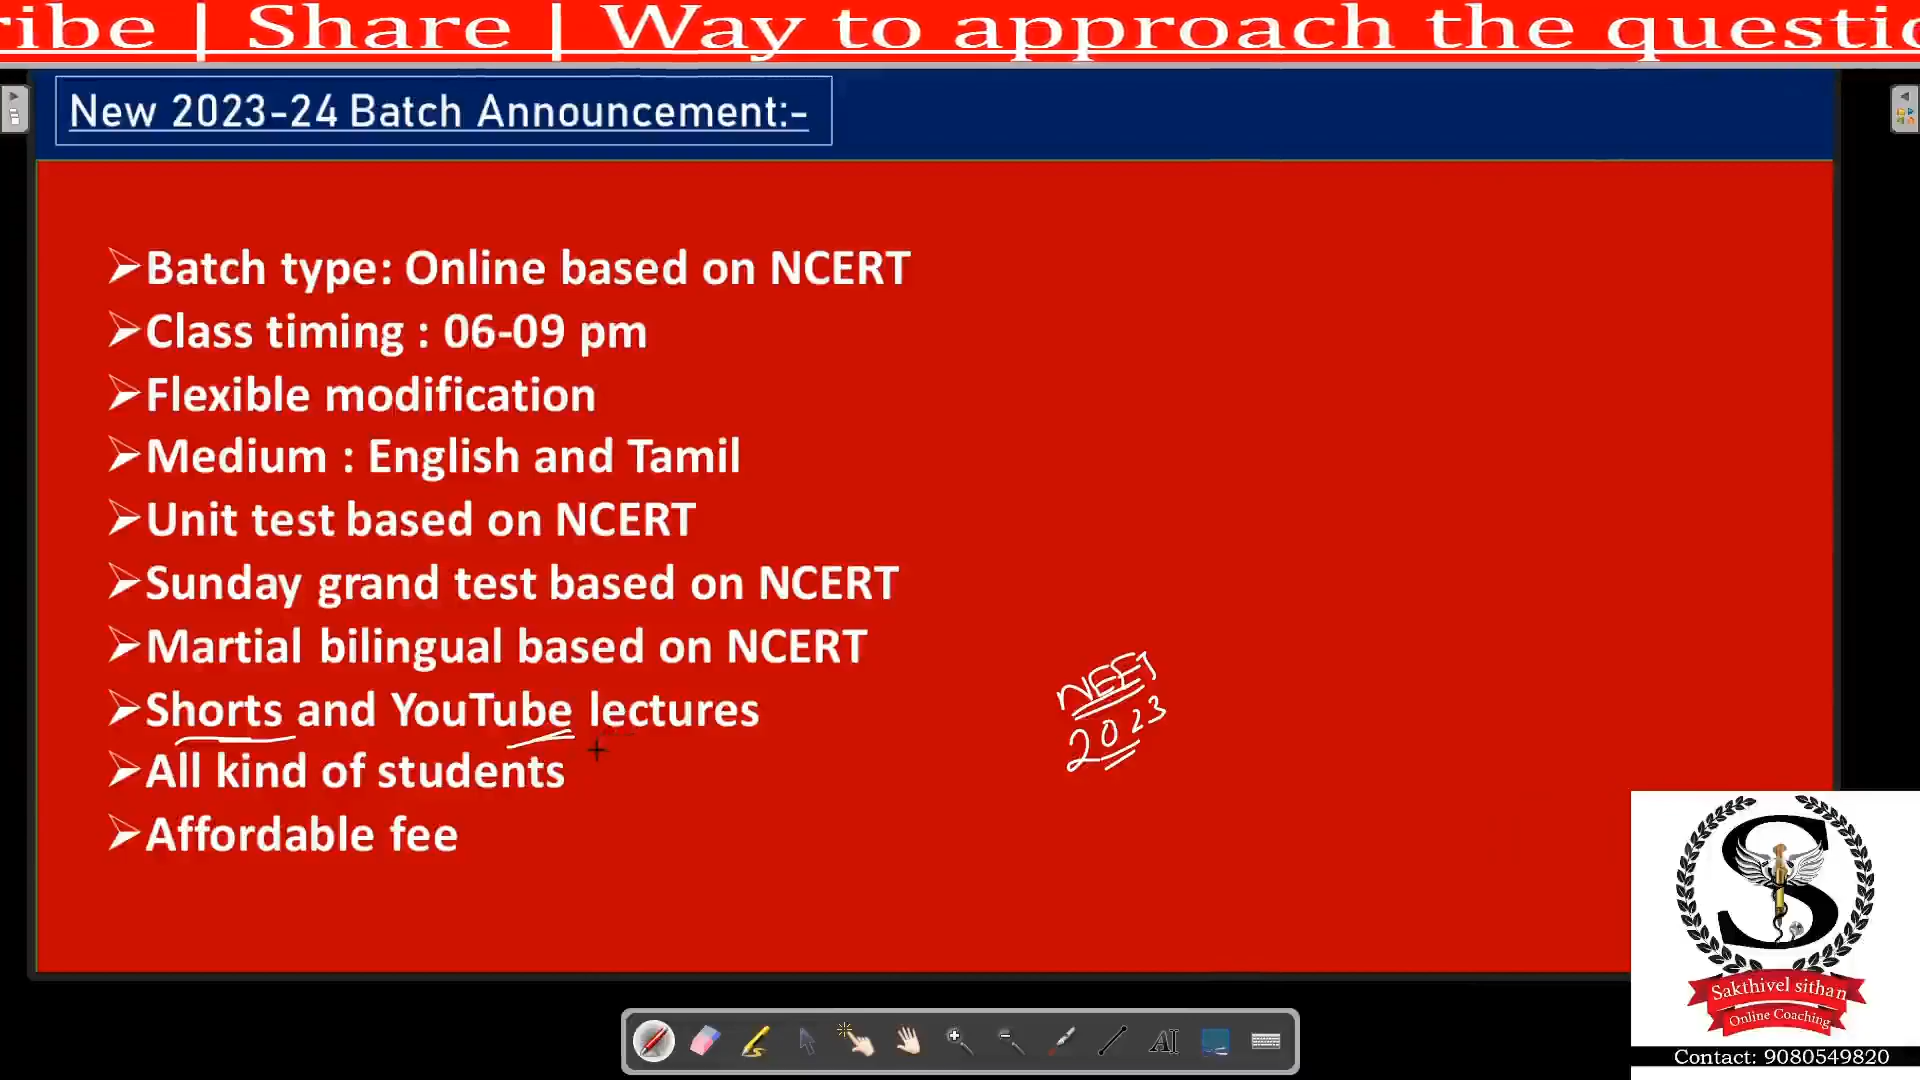 ribe | Share | Way to approach the questio
New 2023-24 Batch Announcement:-
➢Batch type: Online based on NCERT
➢Class timing : 06-09 pm
➢Flexible modification
➢Medium : English and Tamil
➢Unit test based on NCERT
➢Sunday grand test based on NCERT
➢Martial bilingual based on NCERT
➢Shorts and YouTube lectures
➢All kind of students
➢Affordable fee
NEET
2023
S
Sakthivel sithan
Online Coaching
Contact: 9080549820
AI